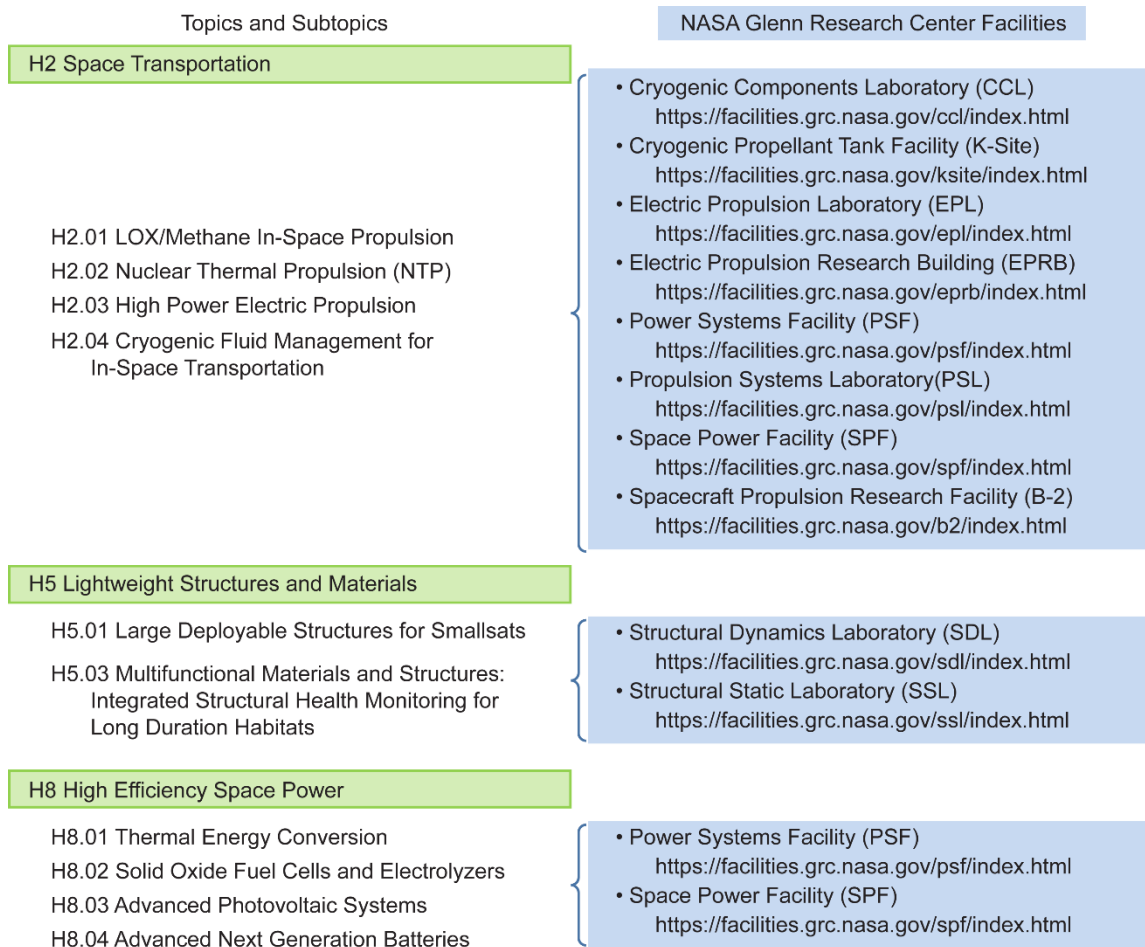 Topics and Subtopics
NASA Glenn Research Center Facilities
H2 Space Transportation
H2.01 LOX/Methane In-Space Propulsion
H2.02 Nuclear Thermal Propulsion (NTP)
H2.03 High Power Electric Propulsion
H2.04 Cryogenic Fluid Management for
In-Space Transportation
• Cryogenic Components Laboratory (CCL)
https://facilities.grc.nasa.gov/ccl/index.html
• Cryogenic Propellant Tank Facility (K-Site)
https://facilities.grc.nasa.gov/ksite/index.html
• Electric Propulsion Laboratory (EPL)
https://facilities.grc.nasa.gov/epl/index.html
• Electric Propulsion Research Building (EPRB)
https://facilities.grc.nasa.gov/eprb/index.html
• Power Systems Facility (PSF)
https://facilities.grc.nasa.gov/psf/index.html
• Propulsion Systems Laboratory(PSL)
https://facilities.grc.nasa.gov/psl/index.html
• Space Power Facility (SPF)
https://facilities.grc.nasa.gov/spf/index.html
• Spacecraft Propulsion Research Facility (B-2)
https://facilities.grc.nasa.gov/b2/index.html
H5 Lightweight Structures and Materials
H5.01 Large Deployable Structures for Smallsats
H5.03 Multifunctional Materials and Structures:
Integrated Structural Health Monitoring for
Long Duration Habitats
• Structural Dynamics Laboratory (SDL)
https://facilities.grc.nasa.gov/sdl/index.html
• Structural Static Laboratory (SSL)
https://facilities.grc.nasa.gov/ssl/index.html
H8 High Efficiency Space Power
H8.01 Thermal Energy Conversion
H8.02 Solid Oxide Fuel Cells and Electrolyzers
H8.03 Advanced Photovoltaic Systems
H8.04 Advanced Next Generation Batteries
• Power Systems Facility (PSF)
https://facilities.grc.nasa.gov/psf/index.html
• Space Power Facility (SPF)
https://facilities.grc.nasa.gov/spf/index.html